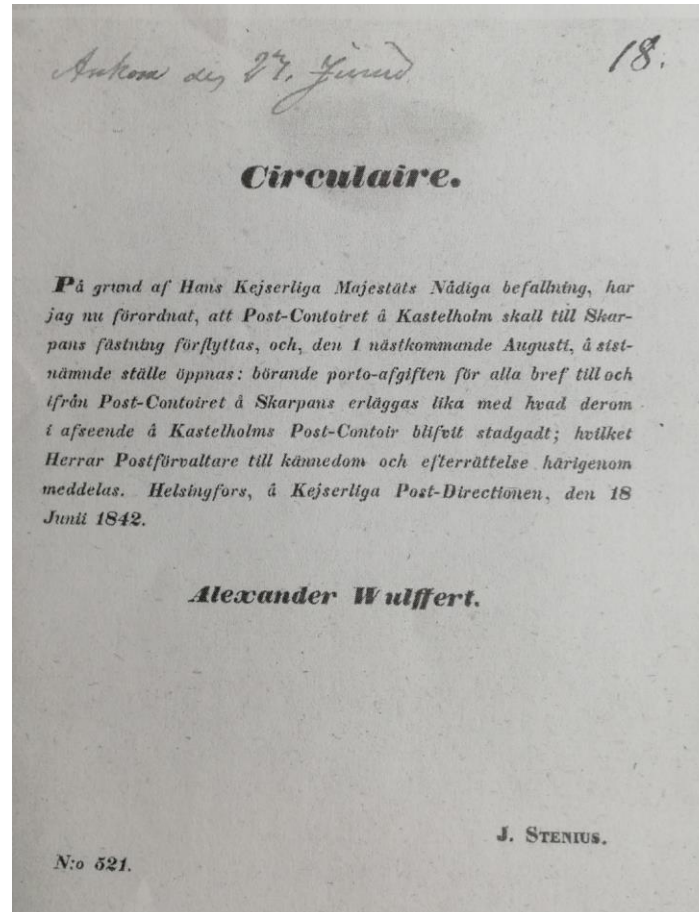 Ankom den 27. Junii
18.
Circulaire.
På grund af Hans Kejserliga Majestäts Nådiga befallning, har
jag nu förordnat, att Post-Contoiret å Kastelholm skall till Skar-
pans fästning förflyttas, och, den 1 nästkommande Augusti, å sist-
nämnde ställe öppnas: börande porto-afgiften för alla bref till och
ifrån Post-Contoiret å Skarpans erläggas lika med hvad derom
i afseende å Kastelholms Post-Contoir blifvit stadgadt; hvilket
Herrar Postförvaltare till kännedom och efterrättelse härigenom
meddelas. Helsingfors, å Kejserliga Post-Directionen, den 18
Junii 1842.
Alexander Wulffert.
J. STENIUS.
N:o 521.